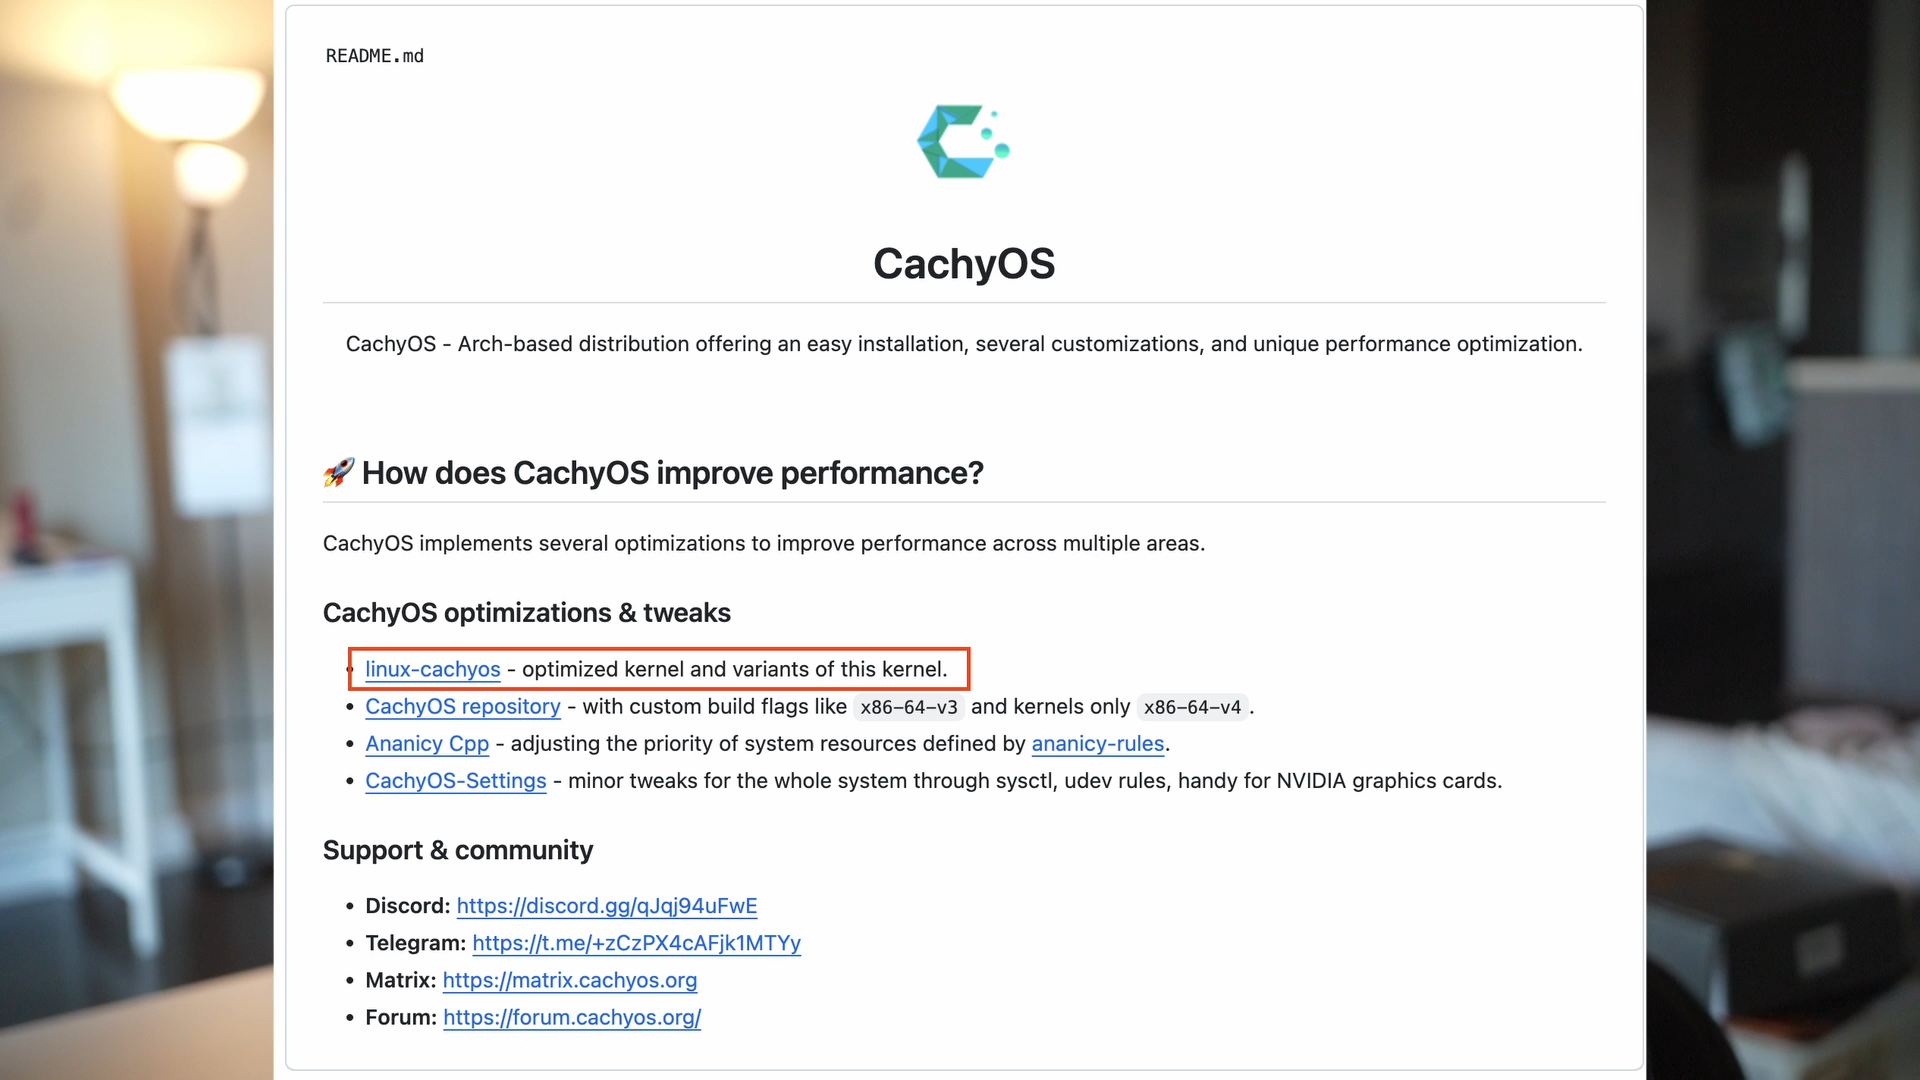 README.md
CachyOS
CachyOS - Arch-based distribution offering an easy installation, several customizations, and unique performance optimization.
🚀 How does CachyOS improve performance?
CachyOS implements several optimizations to improve performance across multiple areas.
CachyOS optimizations & tweaks
• linux-cachyos - optimized kernel and variants of this kernel.
• CachyOS repository - with custom build flags like x86-64-v3 and kernels only x86-64-v4.
• Ananicy Cpp - adjusting the priority of system resources defined by ananicy-rules.
• CachyOS-Settings - minor tweaks for the whole system through sysctl, udev rules, handy for NVIDIA graphics cards.
Support & community
• Discord: https://discord.gg/qJqj94uFwE
• Telegram: https://t.me/+zCzPX4cAFjk1MTYy
• Matrix: https://matrix.cachyos.org
• Forum: https://forum.cachyos.org/